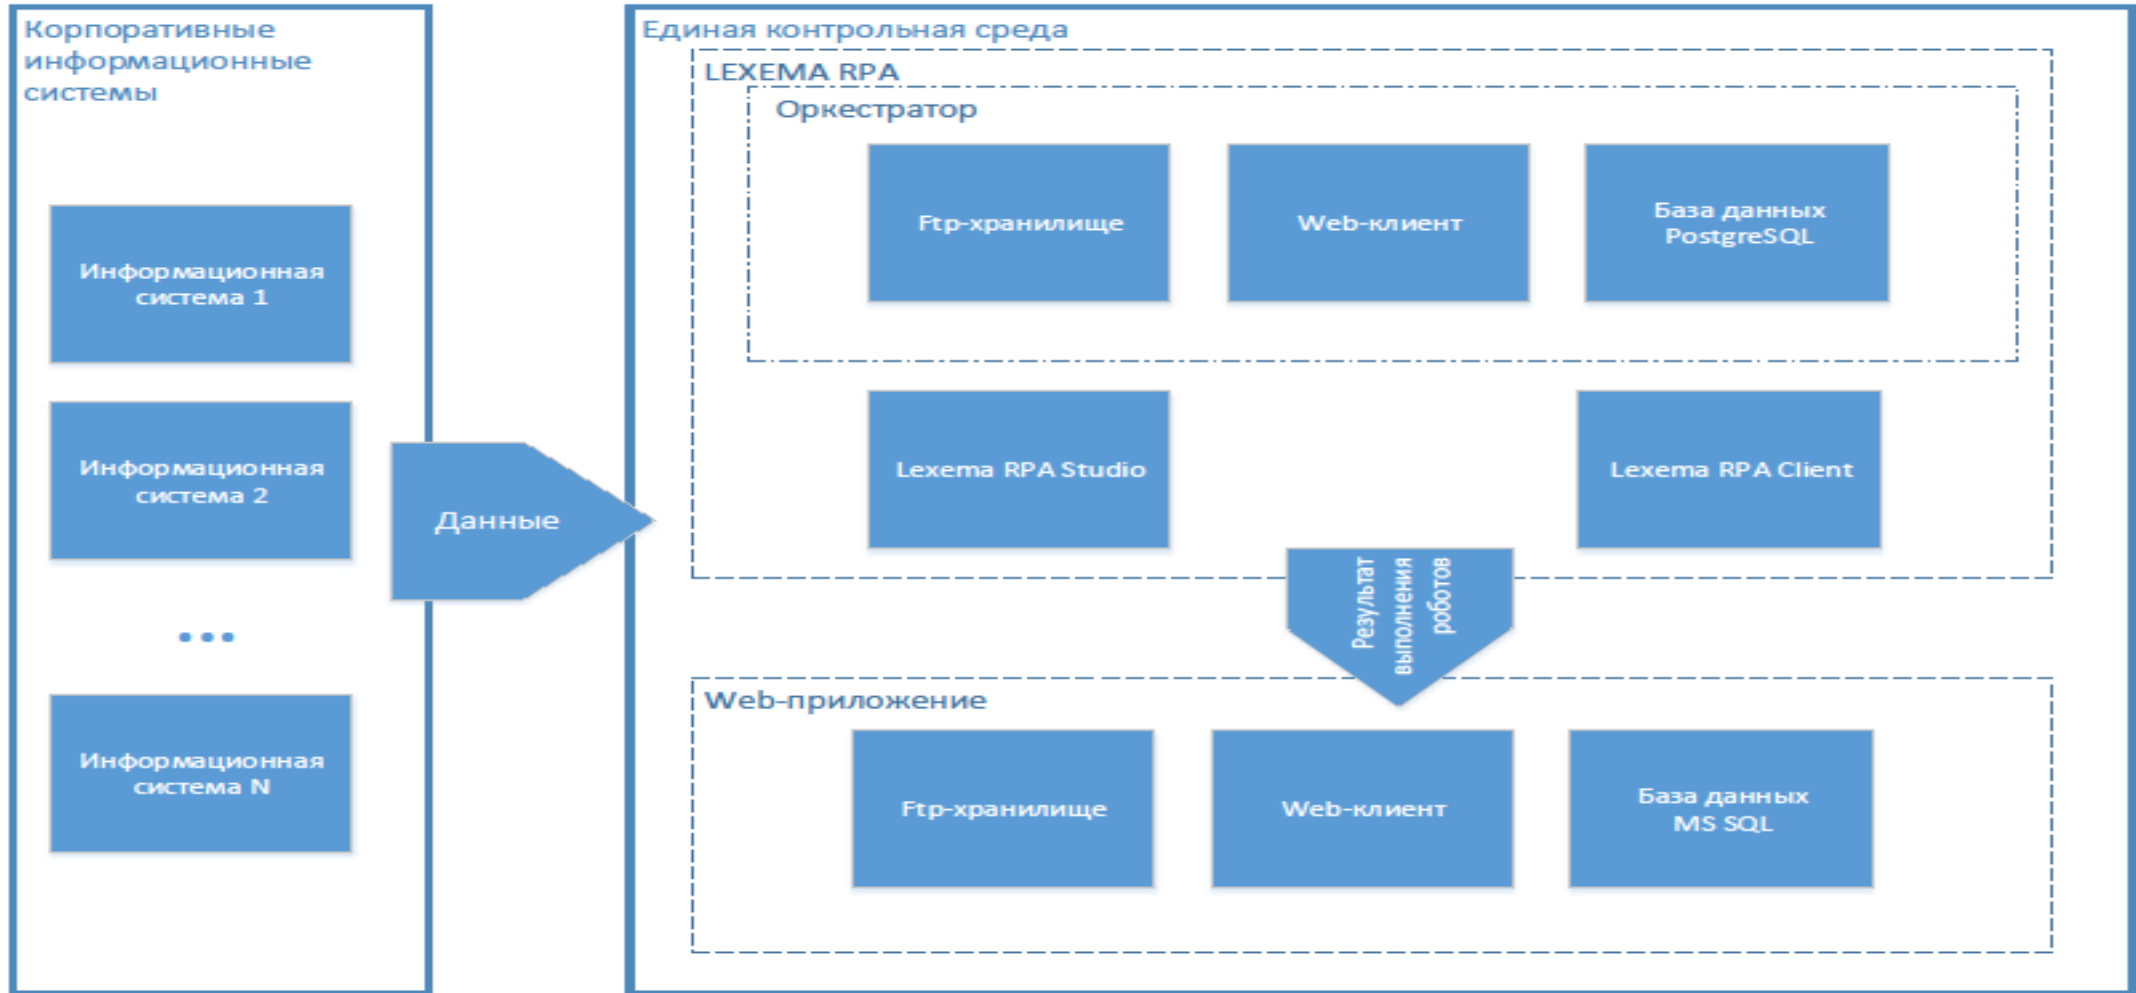 Корпоративные
информационные
системы
Информационная
система 1
Информационная
система 2
•••
Информационная
система N
Данные
Единая контрольная среда
LEXEMA RPA
Оркестратор
Ftp-хранилище
Web-клиент
База данных
PostgreSQL
Lexema RPA Studio
Lexema RPA Client
Результат
выполнения
роботов
Web-приложение
Ftp-хранилище
Web-клиент
База данных
MS SQL